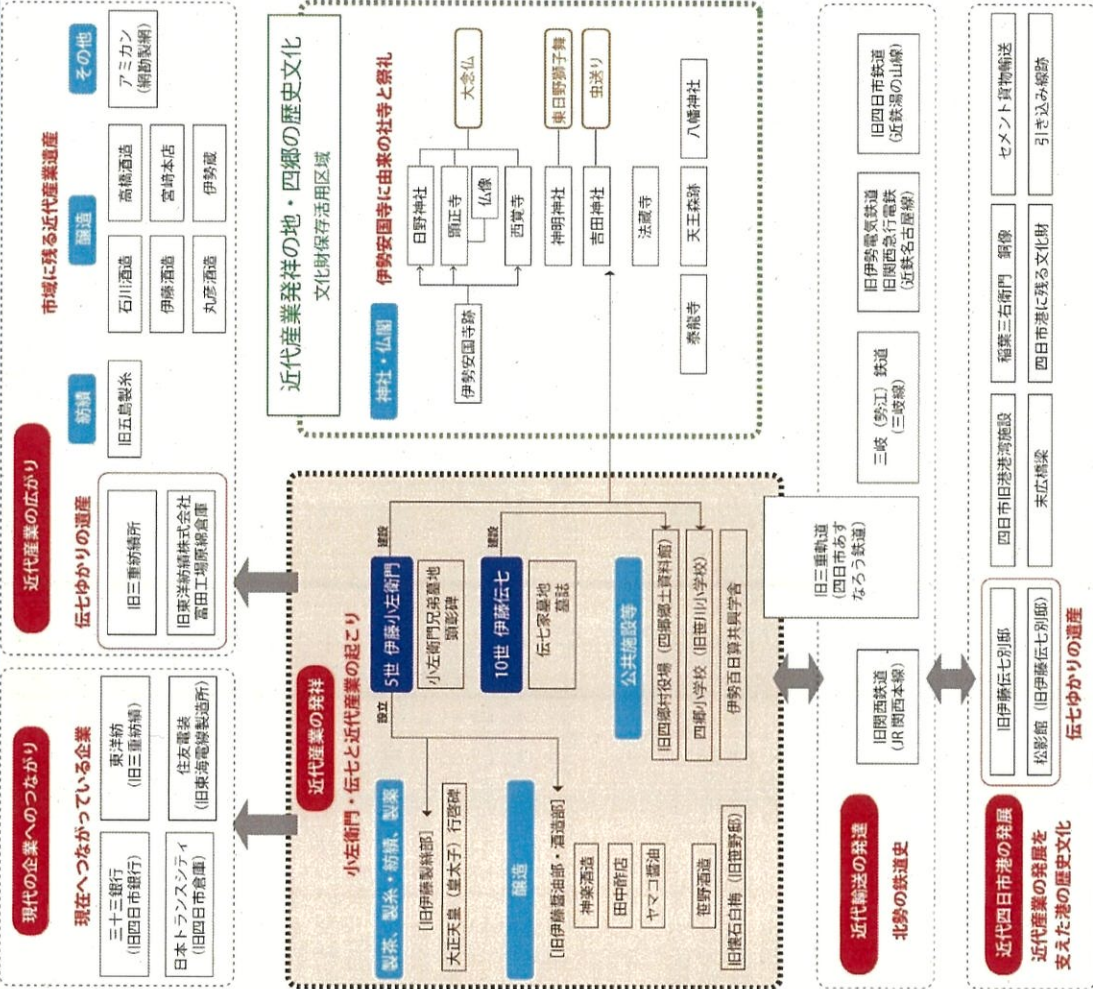 現代の企業へのつながり
現在へつながっている企業
三十三銀行
(旧四日市銀行)
東洋紡
(旧三重紡績)
日本トランスシティ
(旧四日市倉庫)
住友電装
(旧東海電線製造所)
近代産業の広がり
伝七ゆかりの遺産
旧三重紡績所
旧東洋紡績株式会社
富田工場原綿倉庫
市域に残る近代産業遺産
紡績
旧五島製糸
醸造
石川酒造
高橋酒造
伊藤酒造
宮崎本店
丸彦酒造
伊勢蔵
その他
アミカン
(網勘製網)
近代産業の発祥
小左衛門・伝七と近代産業の起こり
製茶、製糸・紡績、製薬
[旧伊藤製絲部]
大正天皇(皇太子)行啓碑
醸造
[旧伊藤醤油部・酒造部]
神楽酒造
田中酢店
ヤマコ醤油
笹野酒造
旧懐石白梅(旧笹野邸)
設立
5世 伊藤小左衛門
建設
小左衛門兄弟墓地
顕彰碑
10世 伊藤伝七
建設
伝七家墓地
墓誌
公共施設等
旧四郷村役場(四郷郷土資料館)
四郷小学校(旧笹川小学校)
伊勢百日算共興学舎
近代産業発祥の地・四郷の歴史文化
文化財保存活用区域
神社・仏閣
伊勢安国寺に由来の社寺と祭礼
伊勢安国寺跡
日野神社
顕正寺
仏像
西覚寺
大念仏
神明神社
東日野獅子舞
吉田神社
虫送り
法蔵寺
泰龍寺
天王森跡
八幡神社
近代輸送の発達
北勢の鉄道史
旧関西鉄道
(JR関西本線)
旧三重軌道
(四日市あす
なろう鉄道)
三岐(勢江)鉄道
(三岐線)
旧伊勢電気鉄道
旧関西急行電鉄
(近鉄名古屋線)
旧四日市鉄道
(近鉄湯の山線)
近代四日市港の発展
近代産業の発展を
支えた港の歴史文化
旧伊藤伝七別邸
松影館(旧伊藤伝七別邸)
伝七ゆかりの遺産
四日市旧港港湾施設
稲葉三右衛門 銅像
セメント貨物輸送
末広橋梁
四日市港に残る文化財
引き込み線跡